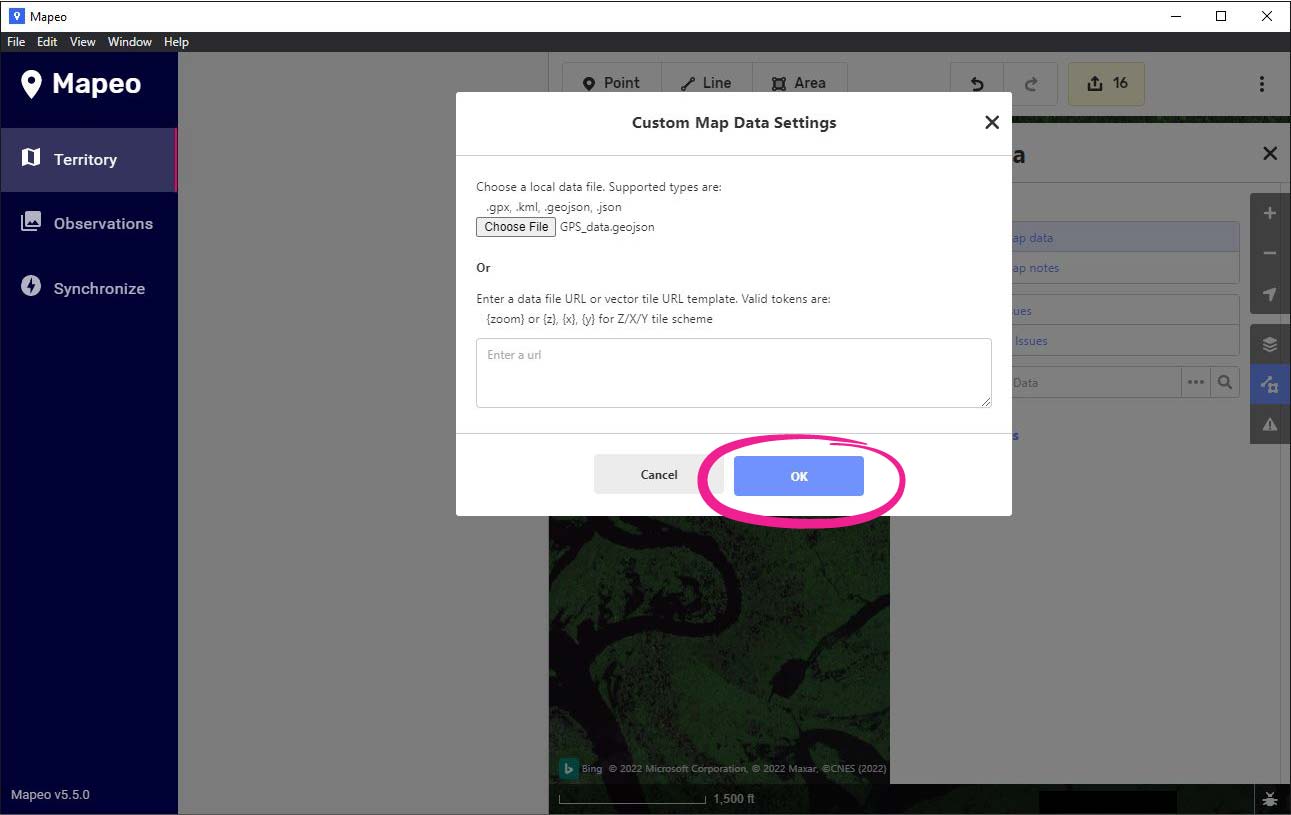 Mapeo
File Edit View Window Help
Mapeo
Territory
Observations
Synchronize
Mapeo v5.5.0
Point Line Area 16
Custom Map Data Settings
Choose a local data file. Supported types are:
.gpx, .kml, .geojson, .json
Choose File GPS_data.geojson
Or
Enter a data file URL or vector tile URL template. Valid tokens are:
{zoom} or {z}, {x}, {y} for Z/X/Y tile scheme
Enter a url
Cancel OK
a
ap data
ap notes
ues
Issues
Data
s
b Bing © 2022 Microsoft Corporation, © 2022 Maxar, ©CNES (2022)
1,500 ft